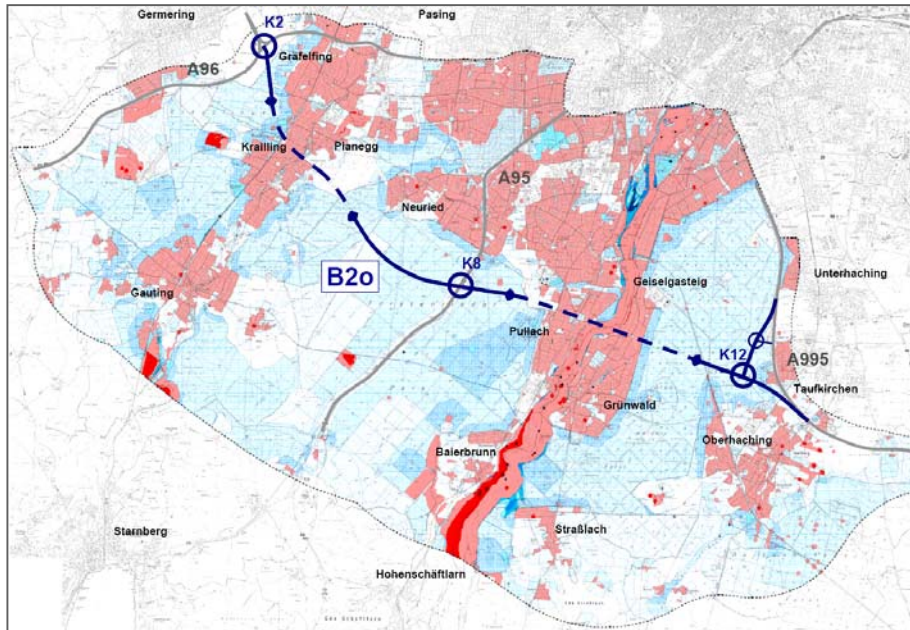 Germering
K2
Pasing
Gräfelfing
A96
Krailling
Planegg
A95
Neuried
K8
Unterhaching
B2o
Geiselgasteig
Gauting
Pullach
K12
A995
Taufkirchen
Grünwald
Oberhaching
Baierbrunn
Starnberg
Straßlach
Hohenschäftlarn